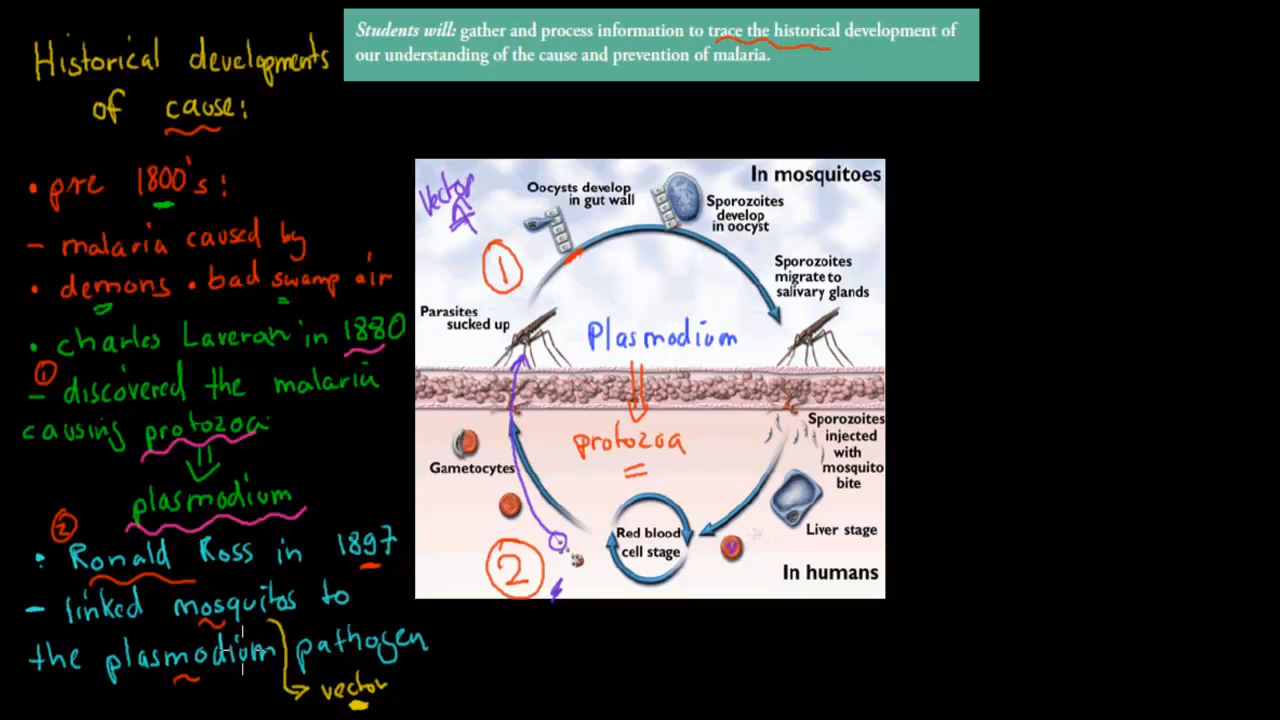 Students will: gather and process information to trace the historical development of
our understanding of the cause and prevention of malaria.
Historical developments
of cause:
• pre 1800's:
- malaria caused by
• demons • bad swamp air
• Charles Laveran in 1880
①
- discovered the malaria
causing protozoa
plasmodium
②
• Ronald Ross in 1897
- linked mosquitos to
the plasmodium pathogen
→ vector
Vector
In mosquitoes
Oocysts develop
in gut wall
Sporozoites
develop
in oocyst
①
Sporozoites
migrate to
salivary glands
Parasites
sucked up
Plasmodium
protozoa
Sporozoites
injected
with
mosquito
bite
Gametocytes
Liver stage
Red blood
cell stage
②
In humans